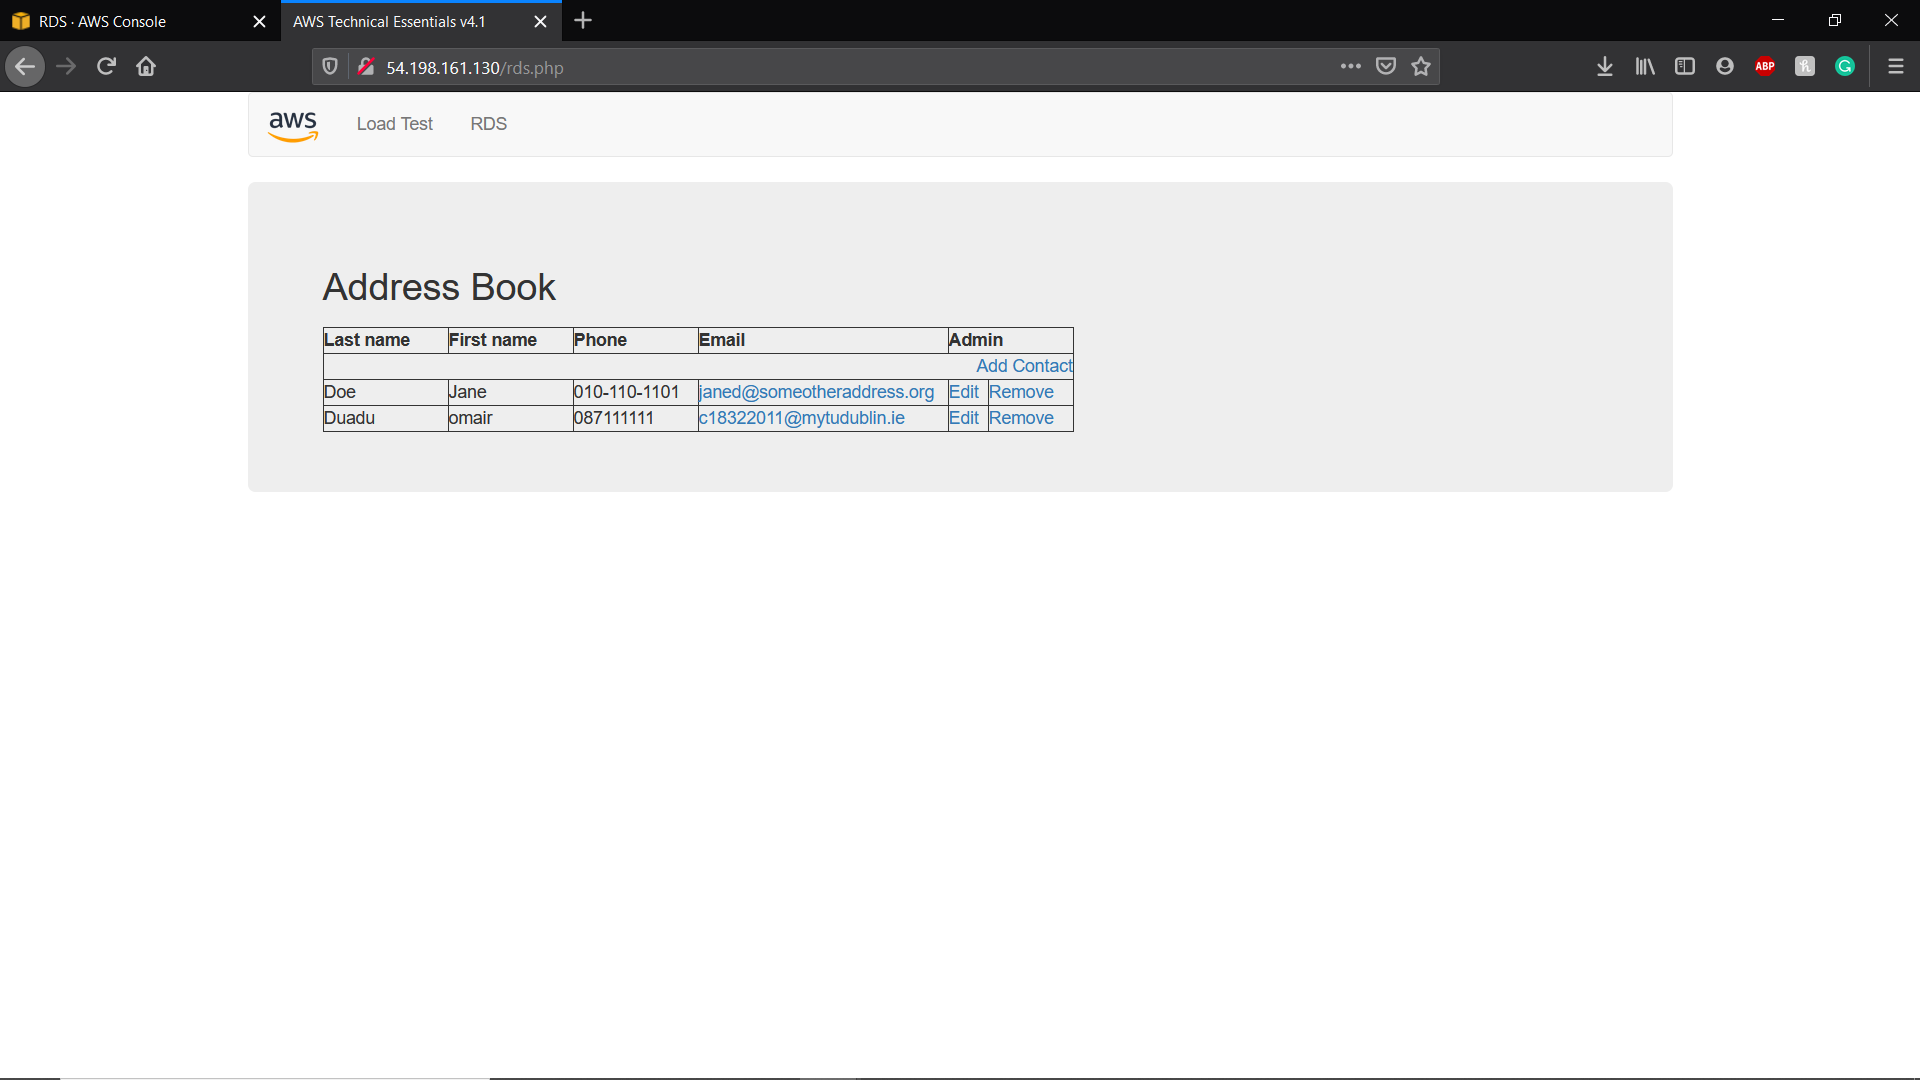 RDS · AWS Console
AWS Technical Essentials v4.1
54.198.161.130/rds.php
ABP
aws Load Test RDS
Address Book
Last name First name Phone Email Admin
Add Contact
Doe Jane 010-110-1101 janed@someotheraddress.org Edit Remove
Duadu omair 087111111 c18322011@mytudublin.ie Edit Remove